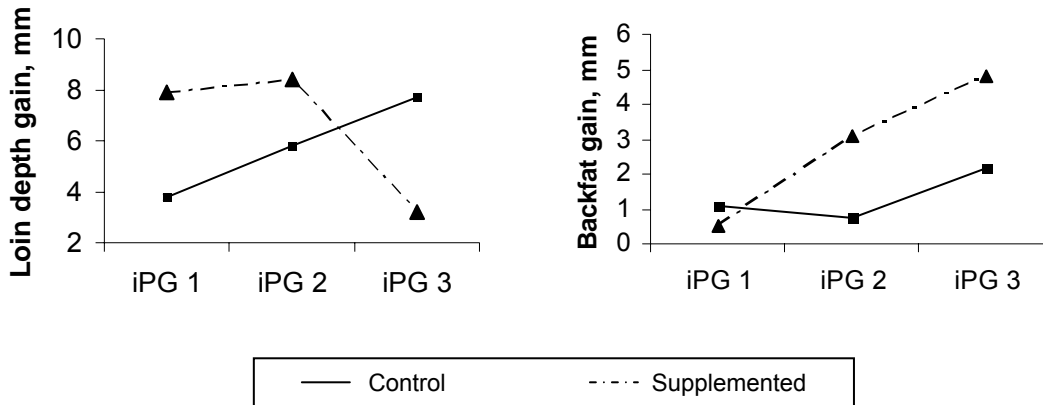 Loin depth gain, mm
10
8
6
4
2
iPG 1 iPG 2 iPG 3
Backfat gain, mm
6
5
4
3
2
1
0
iPG 1 iPG 2 iPG 3
Control Supplemented